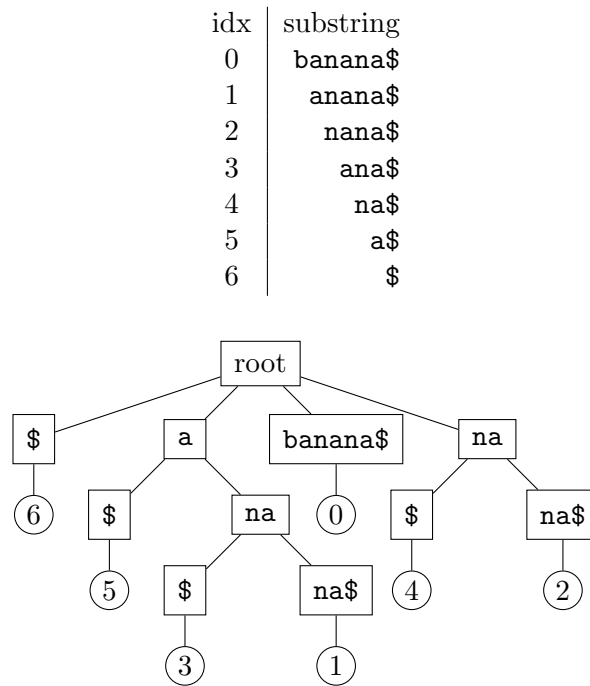 idx substring
0 banana$
1 anana$
2 nana$
3 ana$
4 na$
5 a$
6 $
root
$ a banana$ na
6 $ na 0 $ na$
5 $ na$ 4 2
3 1